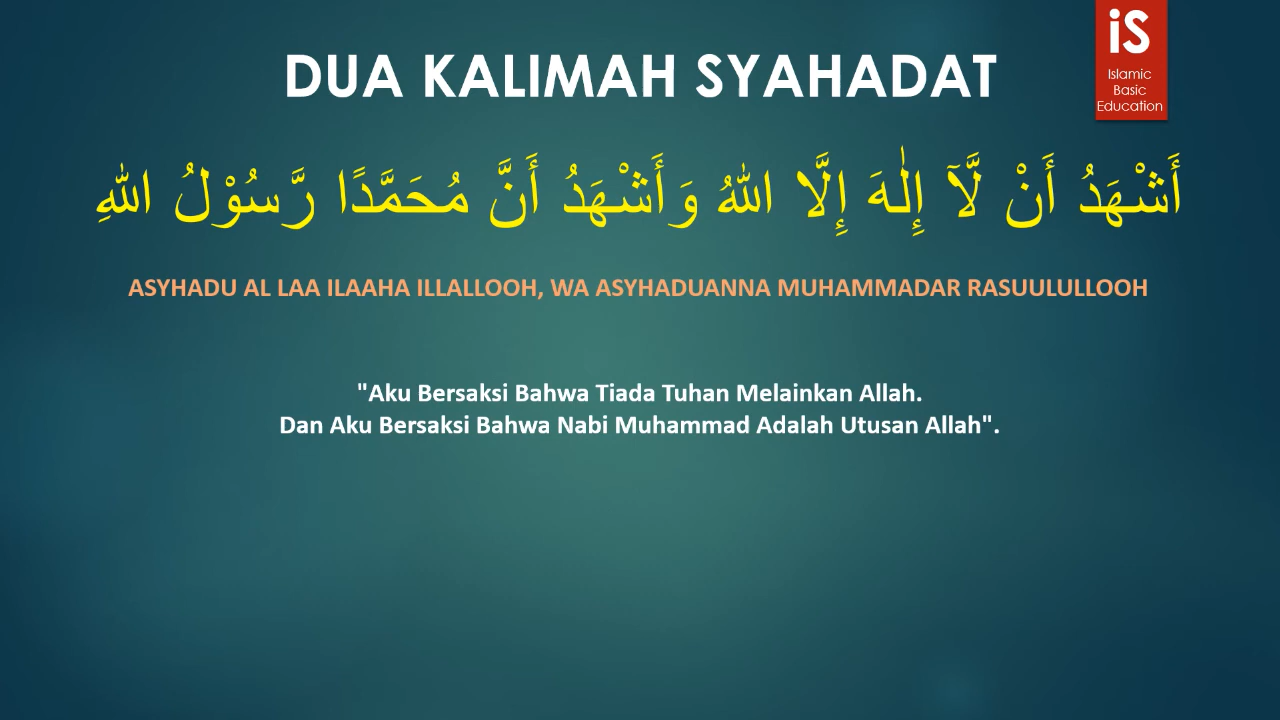 iS
Islamic
Basic
Education
DUA KALIMAH SYAHADAT
أَشْهَدُ أَنْ لَّآ إِلٰهَ إِلَّا اللهُ وَأَشْهَدُ أَنَّ مُحَمَّدًا رَّسُوْلُ اللهِ
ASYHADU AL LAA ILAAHA ILLALLOOH, WA ASYHADUANNA MUHAMMADAR RASUULULLOOH
"Aku Bersaksi Bahwa Tiada Tuhan Melainkan Allah.
Dan Aku Bersaksi Bahwa Nabi Muhammad Adalah Utusan Allah".